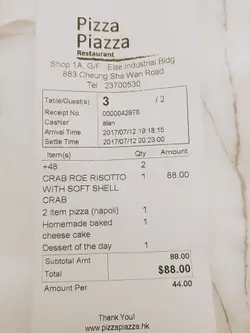 Pizza
Piazza
Restaurant
Shop 1A, G/F., Elite Industrial Bldg
883 Cheung Sha Wan Road
Tel 23700530
Table/Guest(s) 3 / 2
Receipt No 0000042978
Cashier alan
Arrival Time 2017/07/12 19:18:15
Settle Time 2017/07/12 20:23:00
Item(s) Qty Amount
+48 2
CRAB ROE RISOTTO 1 88.00
WITH SOFT SHELL
CRAB
2 item pizza (napoli) 1
Homemade baked 1
cheese cake
Dessert of the day 1
Subtotal Amt 88.00
Total $88.00
Amount Per 44.00
Thank You!
www.pizzapiazza.hk